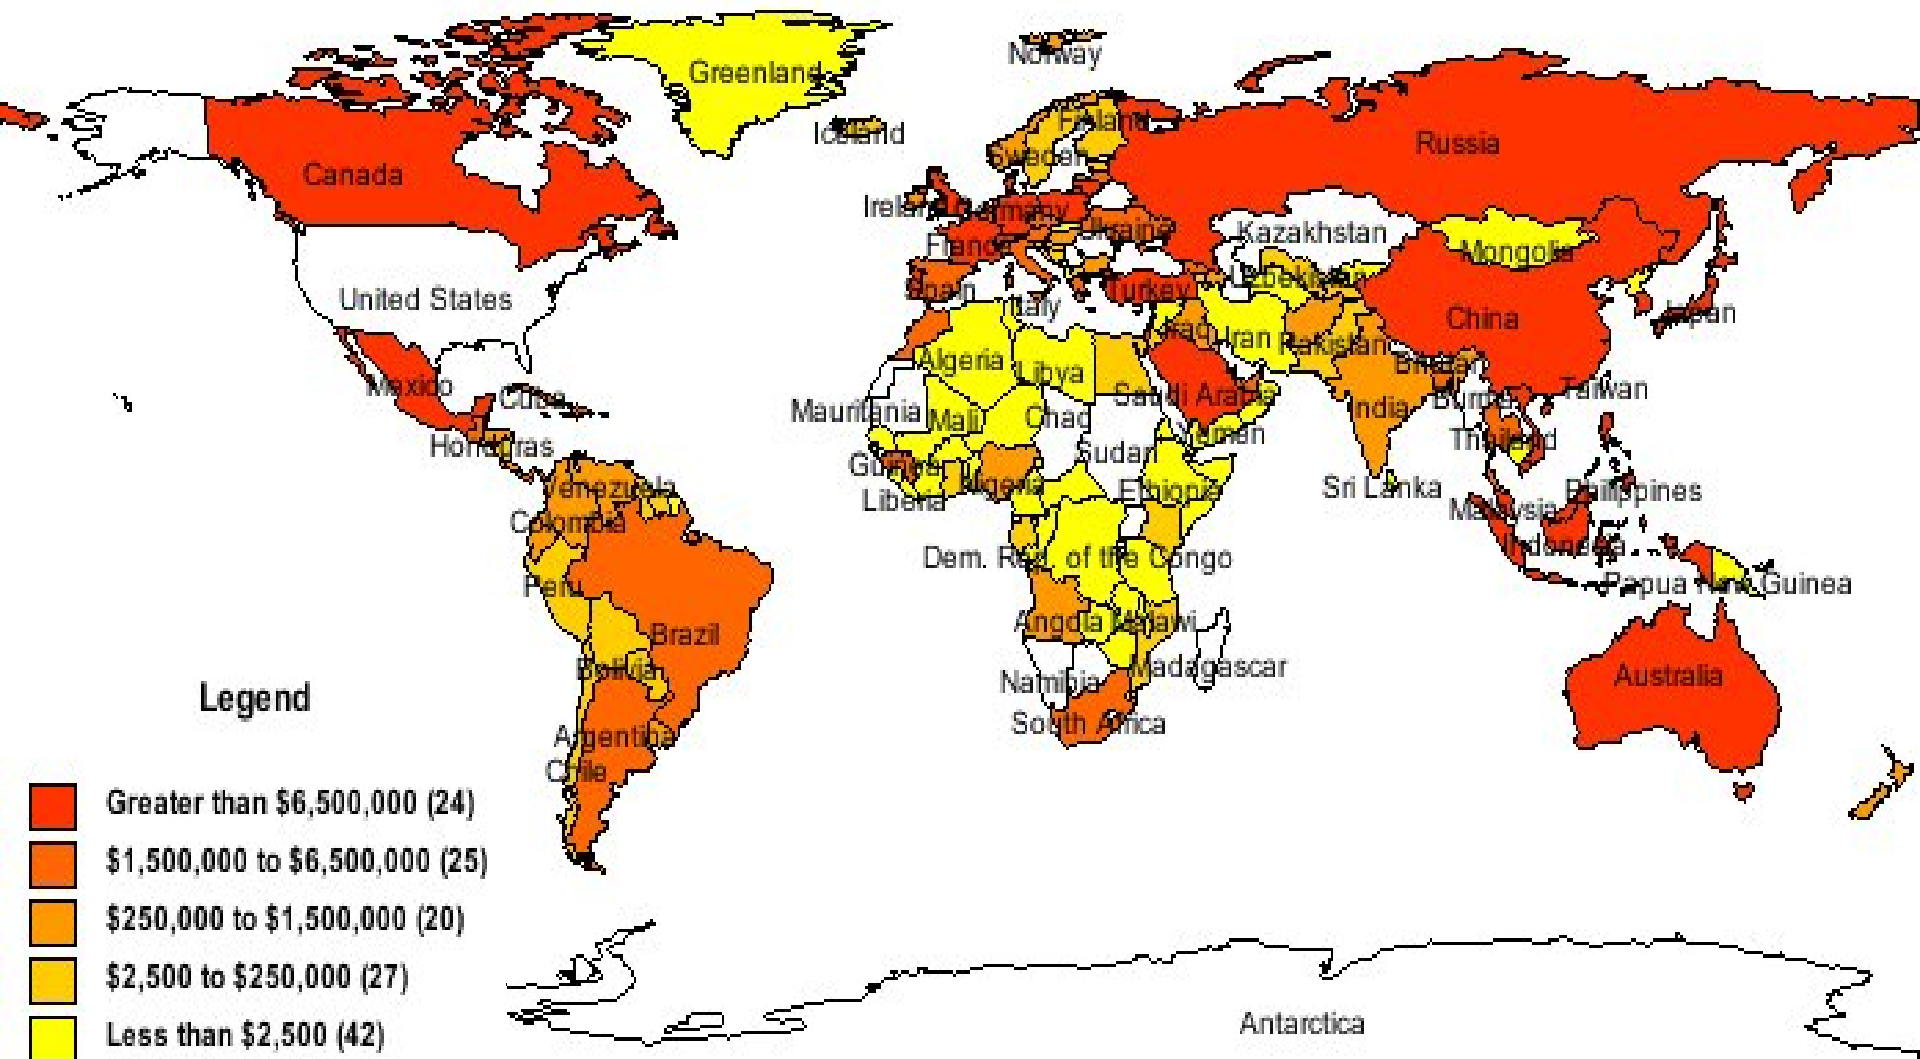 Greenland
Norway
Iceland
Finland
Sweden
Russia
Canada
Ireland
Germany
Ukraine
Kazakhstan
France
Mongolia
Uzbekistan
United States
Spain
Turkey
Italy
China
Japan
Iraq
Iran
Pakistan
Algeria
Libya
Bhutan
Mexico
Cuba
Saudi Arabia
Taiwan
Mauritania
Mali
Chad
India
Burma
Honduras
Sudan
Yemen
Thailand
Guinea
Venezuela
Liberia
Nigeria
Ethiopia
Sri Lanka
Philippines
Malaysia
Colombia
Dem. Rep. of the Congo
Indonesia
Peru
Papua New Guinea
Brazil
Angola
Malawi
Bolivia
Madagascar
Namibia
Australia
South Africa
Argentina
Chile
Legend
Greater than $6,500,000 (24)
$1,500,000 to $6,500,000 (25)
$250,000 to $1,500,000 (20)
$2,500 to $250,000 (27)
Less than $2,500 (42)
Antarctica